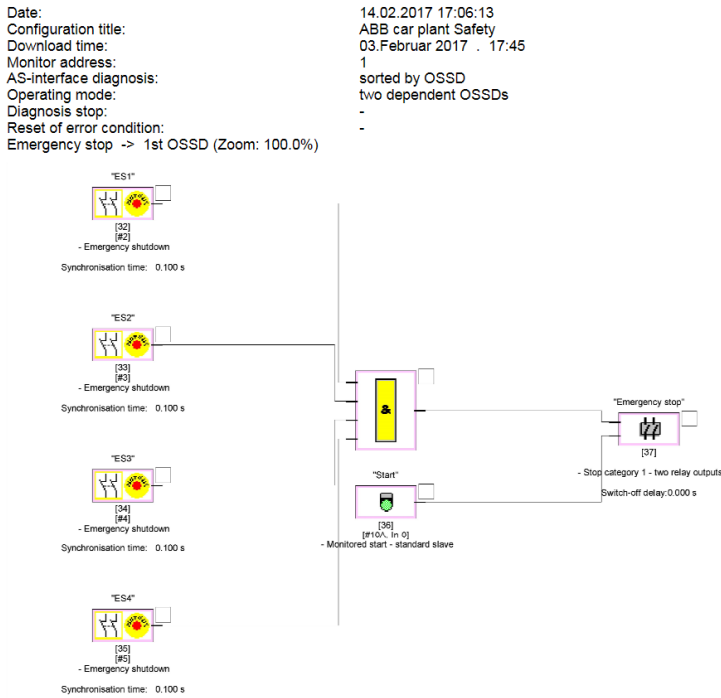 Date: 14.02.2017 17:06:13
Configuration title: ABB car plant Safety
Download time: 03.Februar 2017 . 17:45
Monitor address: 1
AS-interface diagnosis: sorted by OSSD
Operating mode: two dependent OSSDs
Diagnosis stop: -
Reset of error condition: -
Emergency stop -> 1st OSSD (Zoom: 100.0%)
"ES1"
[32]
[#2]
- Emergency shutdown
Synchronisation time: 0.100 s
"ES2"
[33]
[#3]
- Emergency shutdown
Synchronisation time: 0.100 s
&
"Emergency stop"
[37]
- Stop category 1 - two relay outputs
Switch-off delay:0.000 s
"ES3"
[34]
[#4]
- Emergency shutdown
Synchronisation time: 0.100 s
"Start"
[36]
[#10A, In 0]
- Monitored start - standard slave
"ES4"
[35]
[#5]
- Emergency shutdown
Synchronisation time: 0.100 s